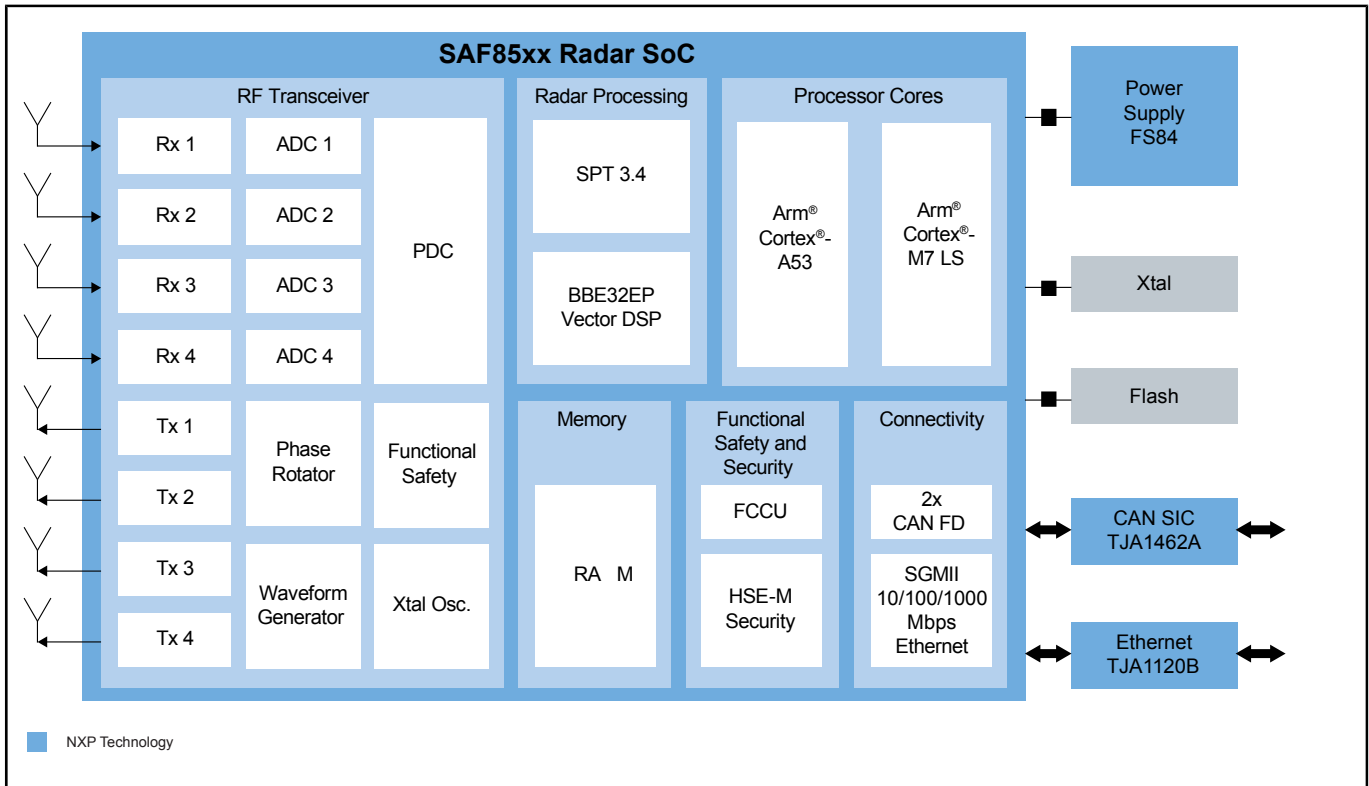 SAF85xx Radar SoC
RF Transceiver
Rx 1
ADC 1
PDC
Rx 2
ADC 2
Rx 3
ADC 3
Rx 4
ADC 4
Tx 1
Phase
Rotator
Functional
Safety
Tx 2
Tx 3
Waveform
Generator
Xtal Osc.
Tx 4
Radar Processing
SPT 3.4
BBE32EP
Vector DSP
Processor Cores
Arm®
Cortex®-
A53
Arm®
Cortex®-
M7 LS
Memory
RA M
Functional
Safety and
Security
FCCU
HSE-M
Security
Connectivity
2x
CAN FD
SGMII
10/100/1000
Mbps
Ethernet
Power
Supply
FS84
Xtal
Flash
CAN SIC
TJA1462A
Ethernet
TJA1120B
NXP Technology